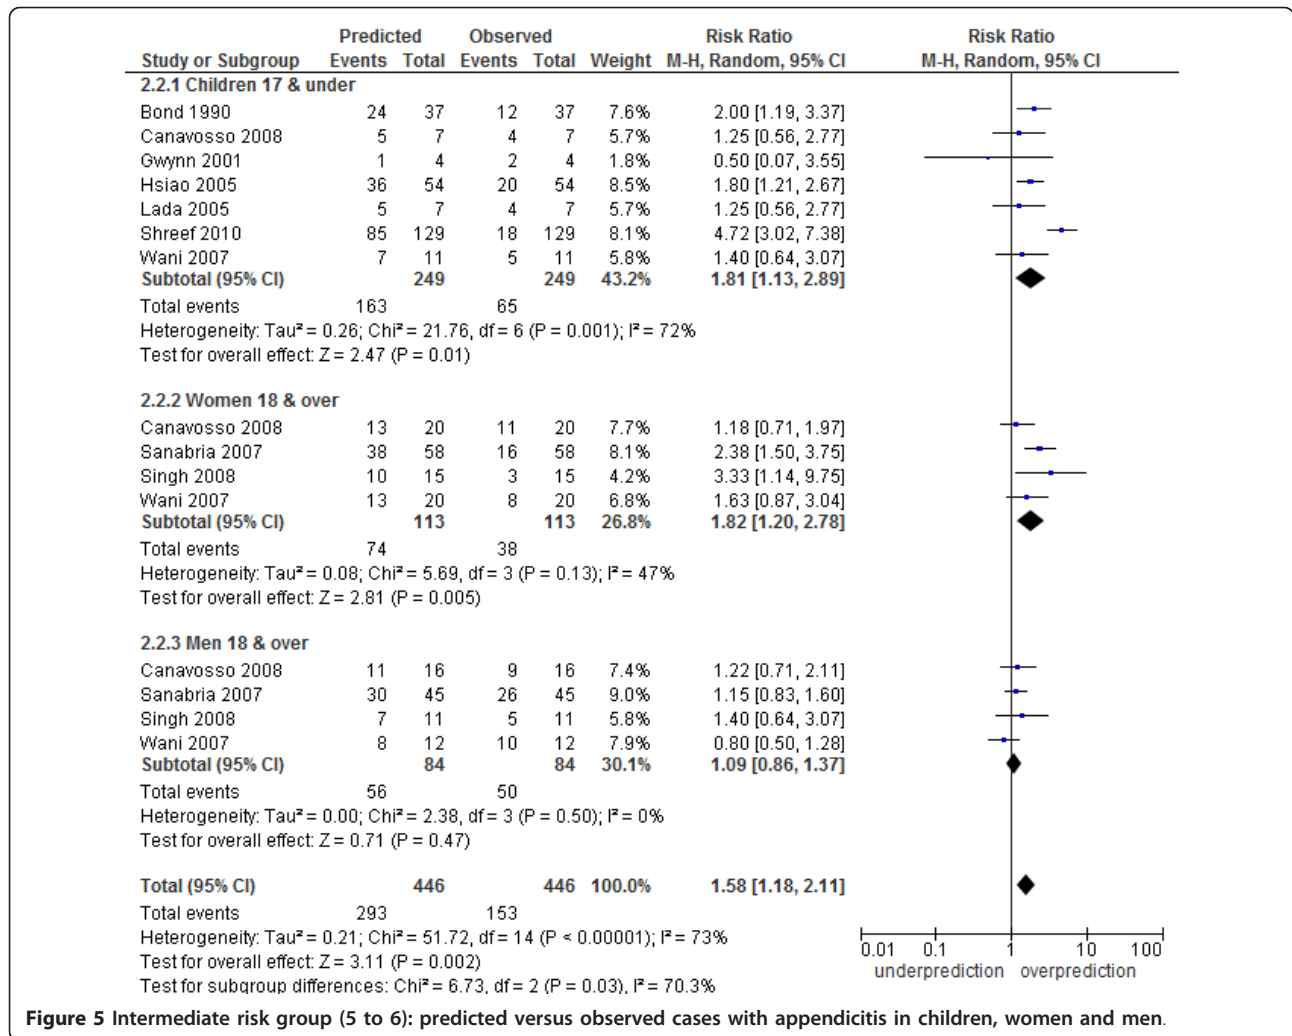 Predicted Observed Risk Ratio Risk Ratio
Study or Subgroup Events Total Events Total Weight M-H, Random, 95% CI M-H, Random, 95% CI
2.2.1 Children 17 & under
Bond 1990 24 37 12 37 7.6% 2.00 [1.19, 3.37]
Canavosso 2008 5 7 4 7 5.7% 1.25 [0.56, 2.77]
Gwynn 2001 1 4 2 4 1.8% 0.50 [0.07, 3.55]
Hsiao 2005 36 54 20 54 8.5% 1.80 [1.21, 2.67]
Lada 2005 5 7 4 7 5.7% 1.25 [0.56, 2.77]
Shreef 2010 85 129 18 129 8.1% 4.72 [3.02, 7.38]
Wani 2007 7 11 5 11 5.8% 1.40 [0.64, 3.07]
Subtotal (95% CI) 249 249 43.2% 1.81 [1.13, 2.89]
Total events 163 65
Heterogeneity: Tau² = 0.26; Chi² = 21.76, df = 6 (P = 0.001); I² = 72%
Test for overall effect: Z = 2.47 (P = 0.01)
2.2.2 Women 18 & over
Canavosso 2008 13 20 11 20 7.7% 1.18 [0.71, 1.97]
Sanabria 2007 38 58 16 58 8.1% 2.38 [1.50, 3.75]
Singh 2008 10 15 3 15 4.2% 3.33 [1.14, 9.75]
Wani 2007 13 20 8 20 6.8% 1.63 [0.87, 3.04]
Subtotal (95% CI) 113 113 26.8% 1.82 [1.20, 2.78]
Total events 74 38
Heterogeneity: Tau² = 0.08; Chi² = 5.69, df = 3 (P = 0.13); I² = 47%
Test for overall effect: Z = 2.81 (P = 0.005)
2.2.3 Men 18 & over
Canavosso 2008 11 16 9 16 7.4% 1.22 [0.71, 2.11]
Sanabria 2007 30 45 26 45 9.0% 1.15 [0.83, 1.60]
Singh 2008 7 11 5 11 5.8% 1.40 [0.64, 3.07]
Wani 2007 8 12 10 12 7.9% 0.80 [0.50, 1.28]
Subtotal (95% CI) 84 84 30.1% 1.09 [0.86, 1.37]
Total events 56 50
Heterogeneity: Tau² = 0.00; Chi² = 2.38, df = 3 (P = 0.50); I² = 0%
Test for overall effect: Z = 0.71 (P = 0.47)
Total (95% CI) 446 446 100.0% 1.58 [1.18, 2.11]
Total events 293 153
Heterogeneity: Tau² = 0.21; Chi² = 51.72, df = 14 (P < 0.00001); I² = 73%
Test for overall effect: Z = 3.11 (P = 0.002)
Test for subgroup differences: Chi² = 6.73, df = 2 (P = 0.03), I² = 70.3%
0.01 0.1 1 10 100
underprediction overprediction
Figure 5 Intermediate risk group (5 to 6): predicted versus observed cases with appendicitis in children, women and men.